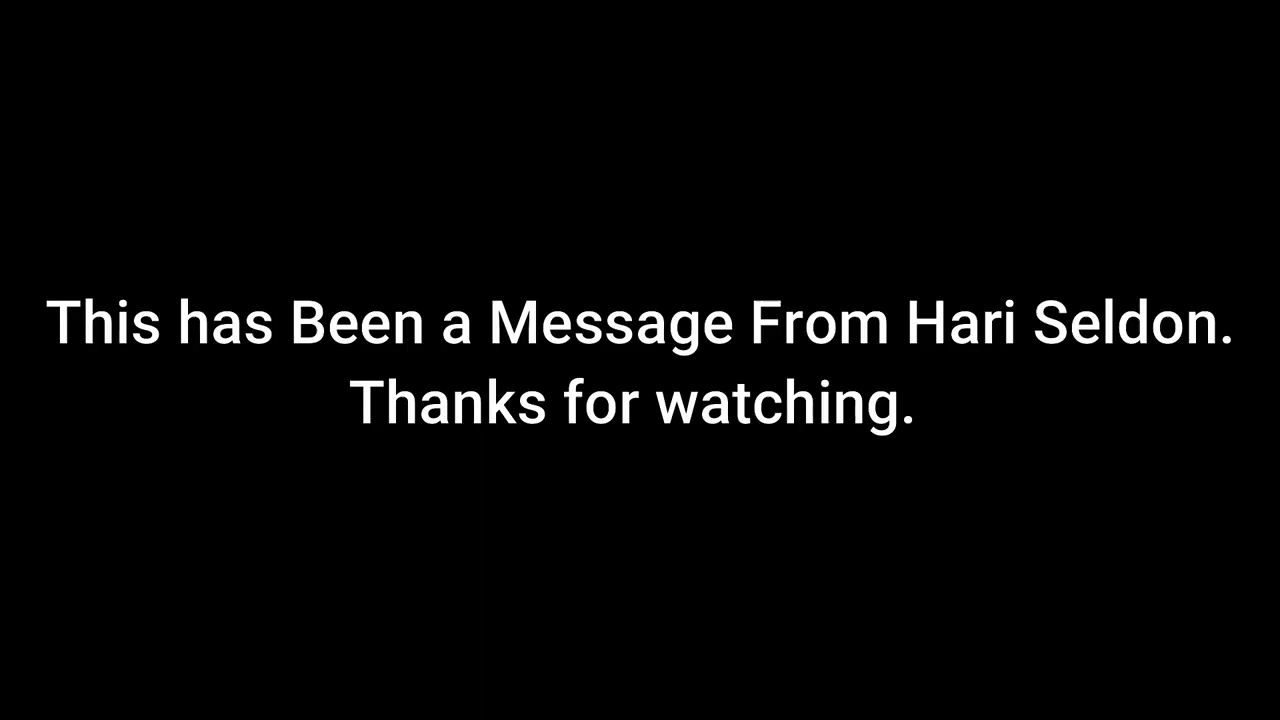 This has Been a Message From Hari Seldon.
Thanks for watching.